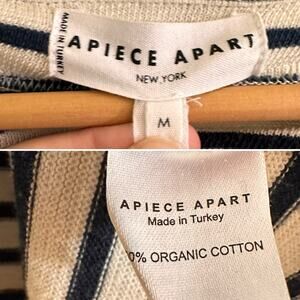 MADE IN TURKEY
APIECE APART
NEW YORK
M
APIECE APART
Made in Turkey
0% ORGANIC COTTON